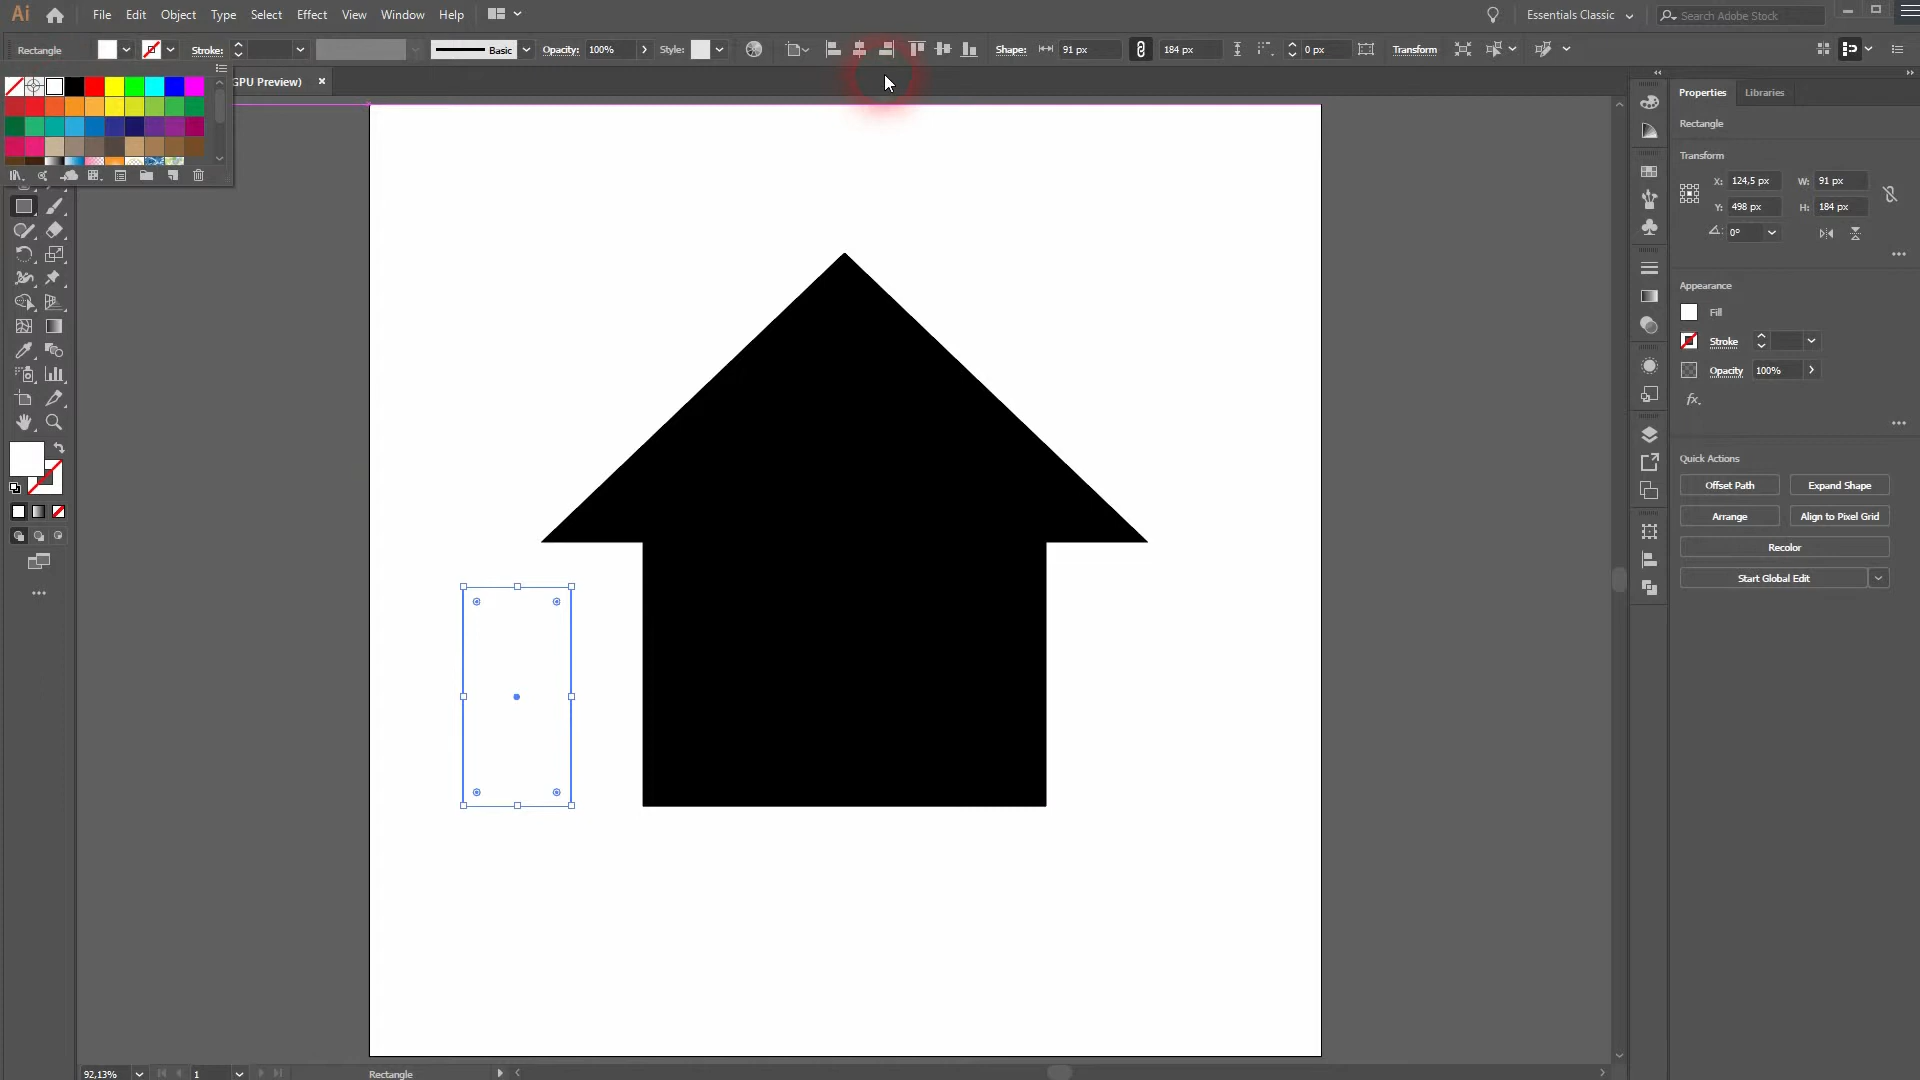 Ai File Edit Object Type Select Effect View Window Help Essentials Classic Search Adobe Stock
Rectangle Stroke: Basic Opacity: 100% Style: Shape: 91 px 184 px 0 px Transform
GPU Preview) ×
Properties Libraries
Rectangle
Transform
X: 124,5 px W: 91 px
Y: 498 px H: 184 px
0°
Appearance
Fill
Stroke
Opacity 100%
fx.
Quick Actions
Offset Path Expand Shape
Arrange Align to Pixel Grid
Recolor
Start Global Edit
92,13% 1 Rectangle